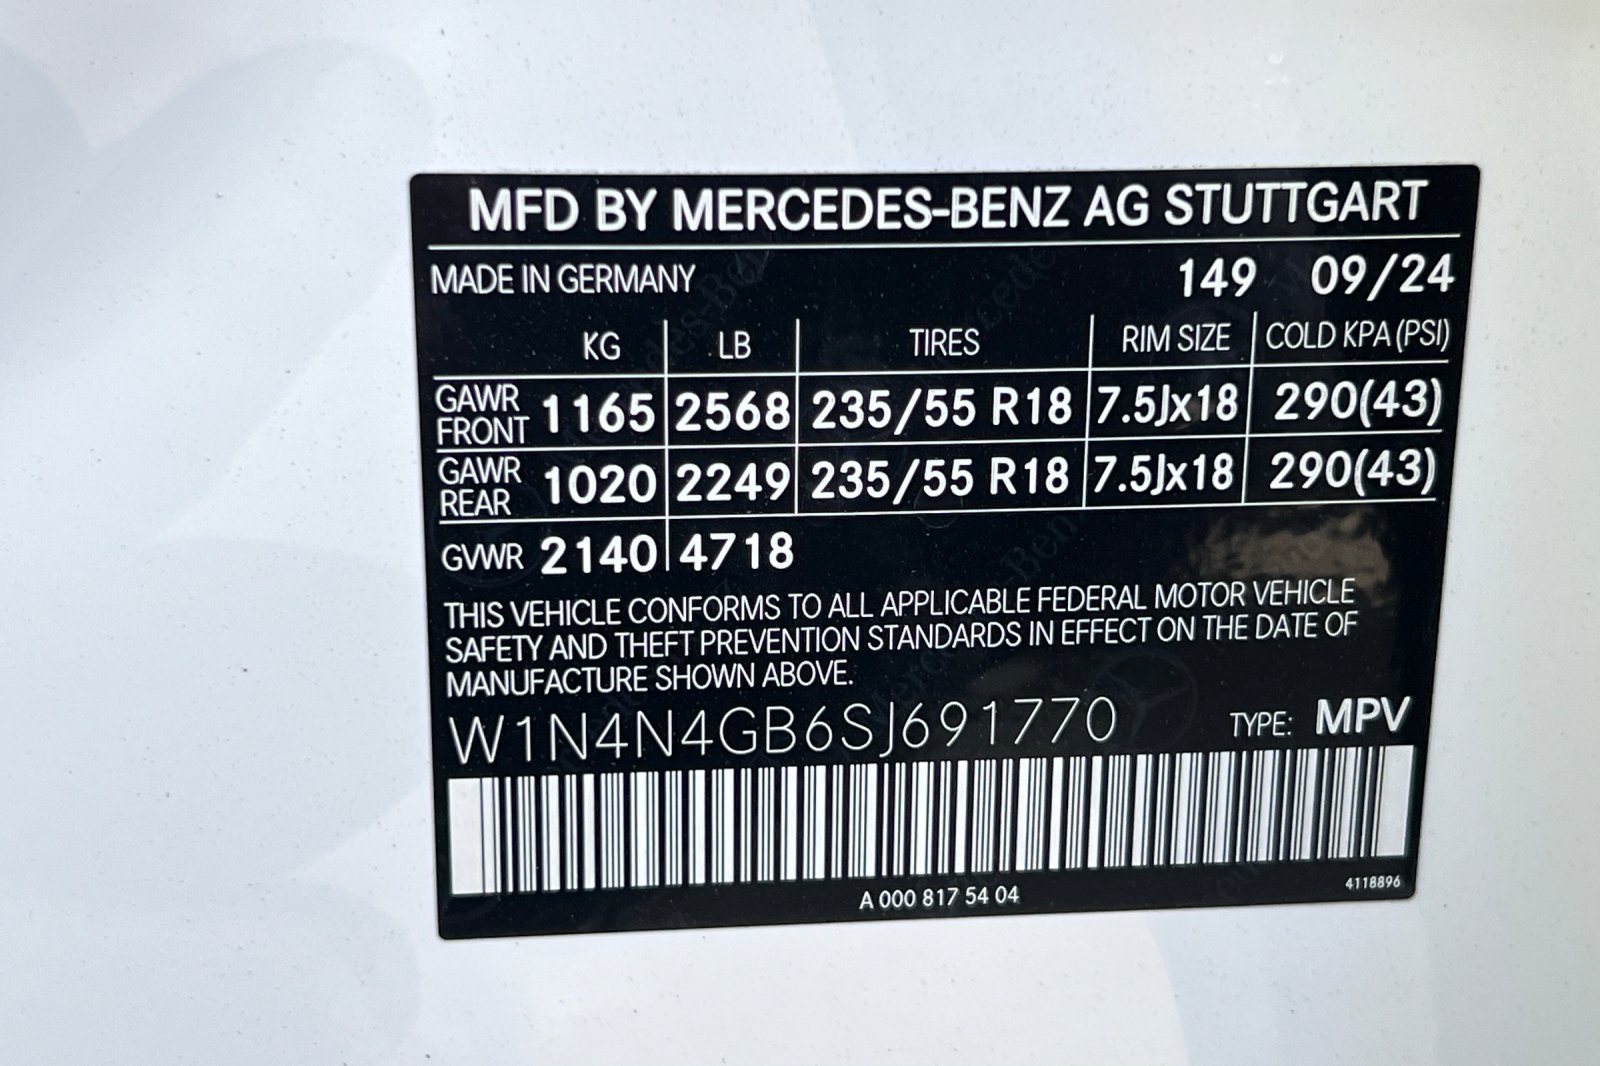 MFD BY MERCEDES-BENZ AG STUTTGART
MADE IN GERMANY 149 09/24
KG LB TIRES RIM SIZE COLD KPA (PSI)
GAWR FRONT 1165 2568 235/55 R18 7.5Jx18 290(43)
GAWR REAR 1020 2249 235/55 R18 7.5Jx18 290(43)
GVWR 2140 4718
THIS VEHICLE CONFORMS TO ALL APPLICABLE FEDERAL MOTOR VEHICLE
SAFETY AND THEFT PREVENTION STANDARDS IN EFFECT ON THE DATE OF
MANUFACTURE SHOWN ABOVE.
W1N4N4GB6SJ691770 TYPE: MPV
A 000 817 54 04 4118896